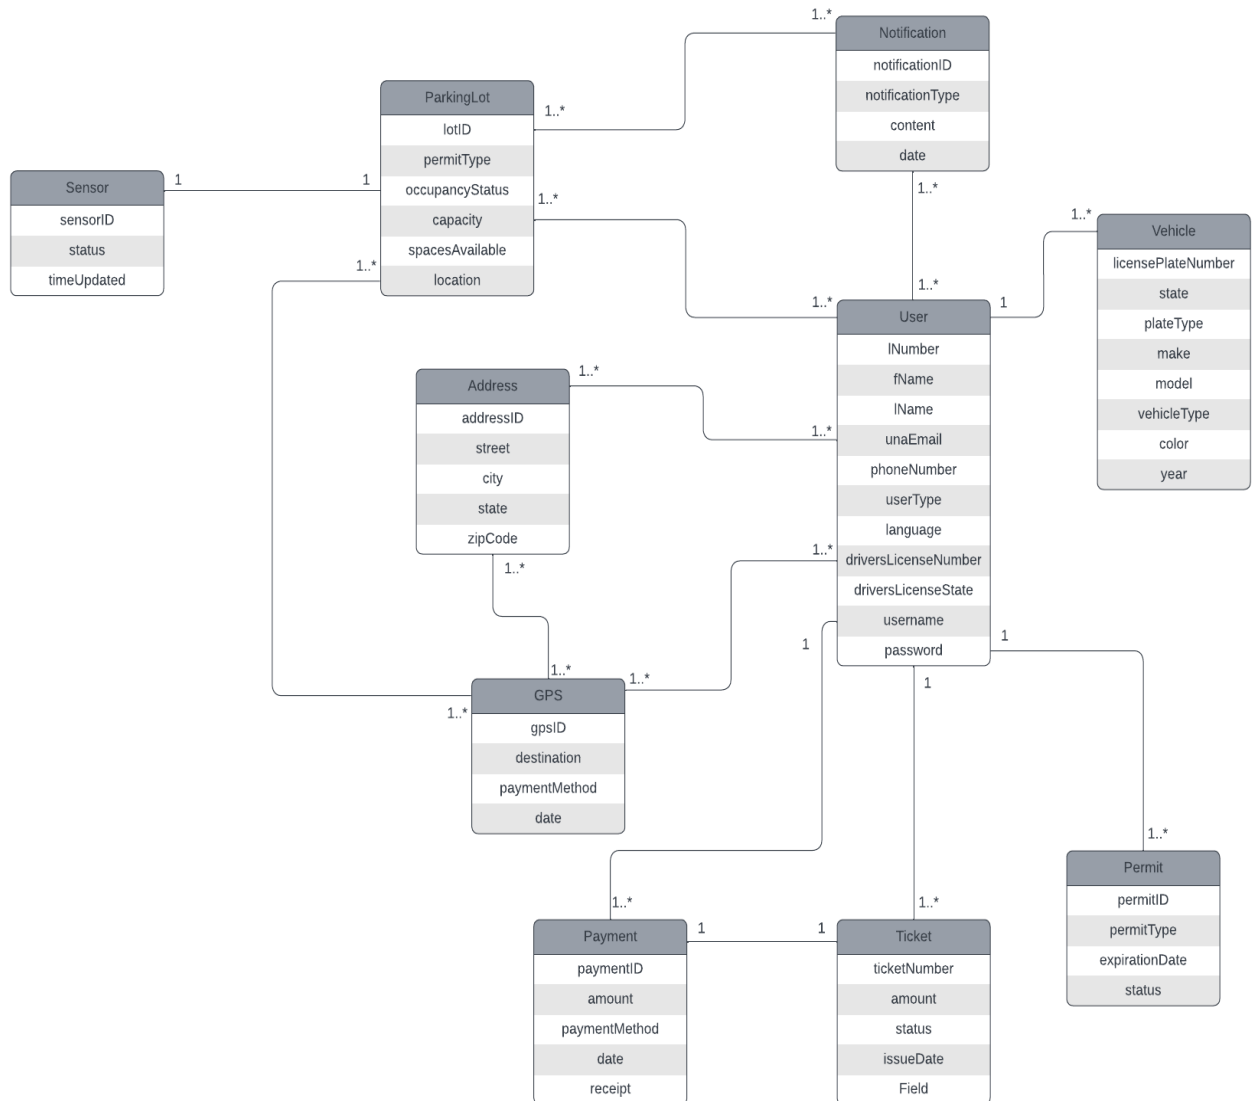 1..*
Notification
notificationID
notificationType
content
date
1..*
ParkingLot
lotID
permitType
occupancyStatus
capacity
spacesAvailable
location
1..*
1
1..*
1..*
Sensor
sensorID
status
timeUpdated
1
1..*
Vehicle
licensePlateNumber
state
plateType
make
model
vehicleType
color
year
1..*
1..*
1
User
lNumber
fName
lName
unaEmail
phoneNumber
userType
language
driversLicenseNumber
driversLicenseState
username
password
1..*
1..*
1
1
1
Address
addressID
street
city
state
zipCode
1..*
1..*
1..*
1..*
1..*
GPS
gpsID
destination
paymentMethod
date
1..*
Permit
permitID
permitType
expirationDate
status
1..*
Payment
paymentID
amount
paymentMethod
date
receipt
1
1
1..*
Ticket
ticketNumber
amount
status
issueDate
Field